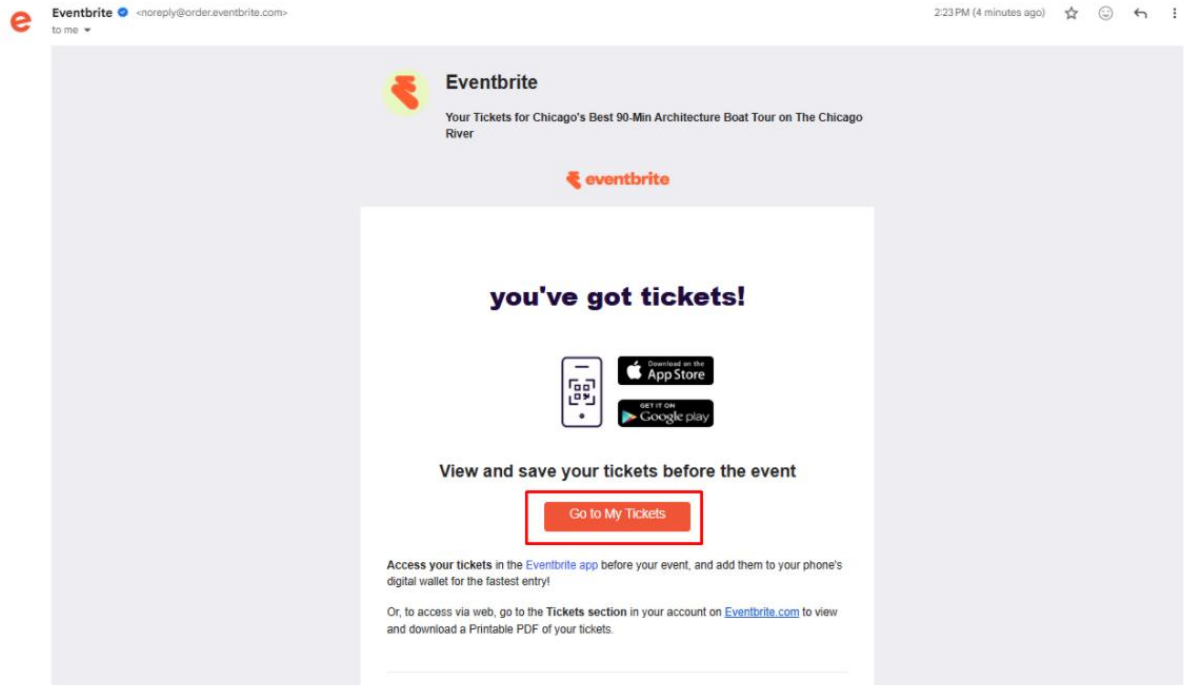 Eventbrite <noreply@order.eventbrite.com>
2:23 PM (4 minutes ago)
to me
Eventbrite
Your Tickets for Chicago's Best 90-Min Architecture Boat Tour on The Chicago
River
eventbrite
you've got tickets!
Download on the
App Store
GET IT ON
Google play
View and save your tickets before the event
Go to My Tickets
Access your tickets in the Eventbrite app before your event, and add them to your phone's
digital wallet for the fastest entry!
Or, to access via web, go to the Tickets section in your account on Eventbrite.com to view
and download a Printable PDF of your tickets.